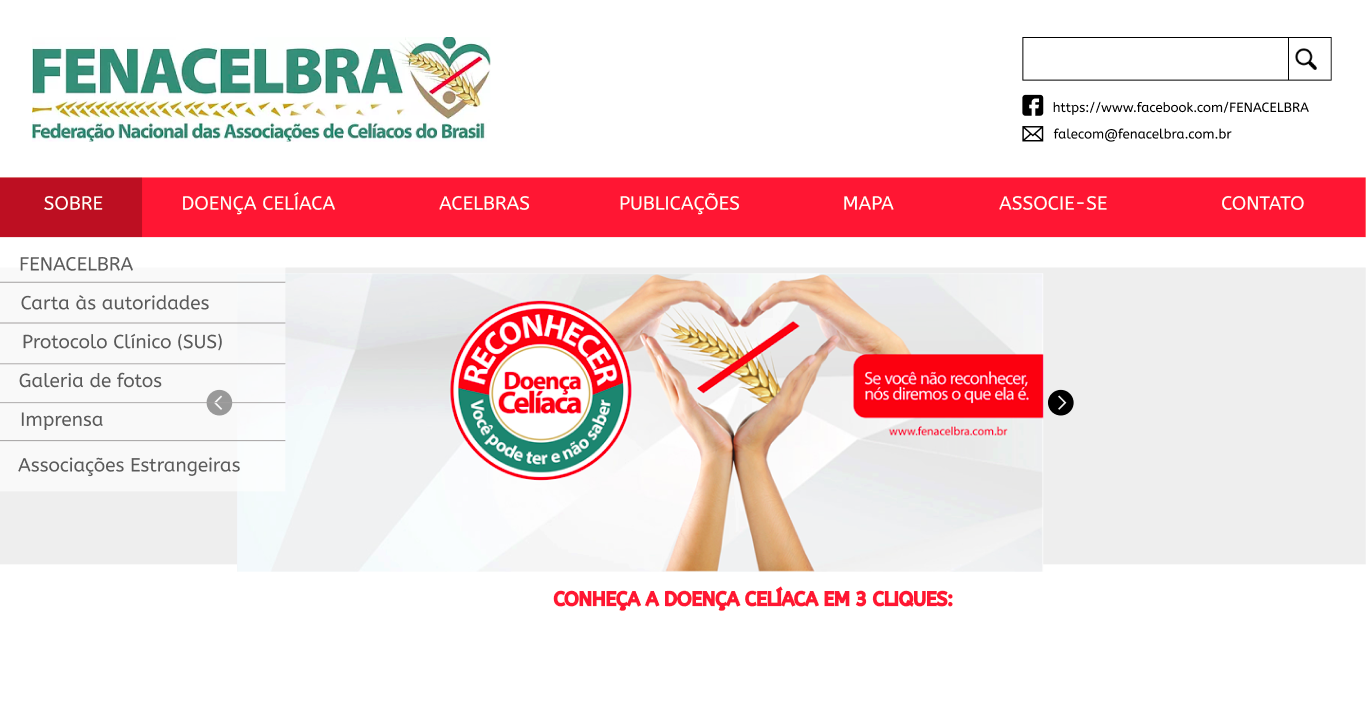 FENACELBRA
Federação Nacional das Associações de Celíacos do Brasil
https://www.facebook.com/FENACELBRA
falecom@fenacelbra.com.br
SOBRE DOENÇA CELÍACA ACELBRAS PUBLICAÇÕES MAPA ASSOCIE-SE CONTATO
FENACELBRA
Carta às autoridades
Protocolo Clínico (SUS)
Galeria de fotos
Imprensa
Associações Estrangeiras
RECONHECER
Doença
Celíaca
Você pode ter e não saber
Se você não reconhecer,
nós diremos o que ela é.
www.fenacelbra.com.br
CONHEÇA A DOENÇA CELÍACA EM 3 CLIQUES: